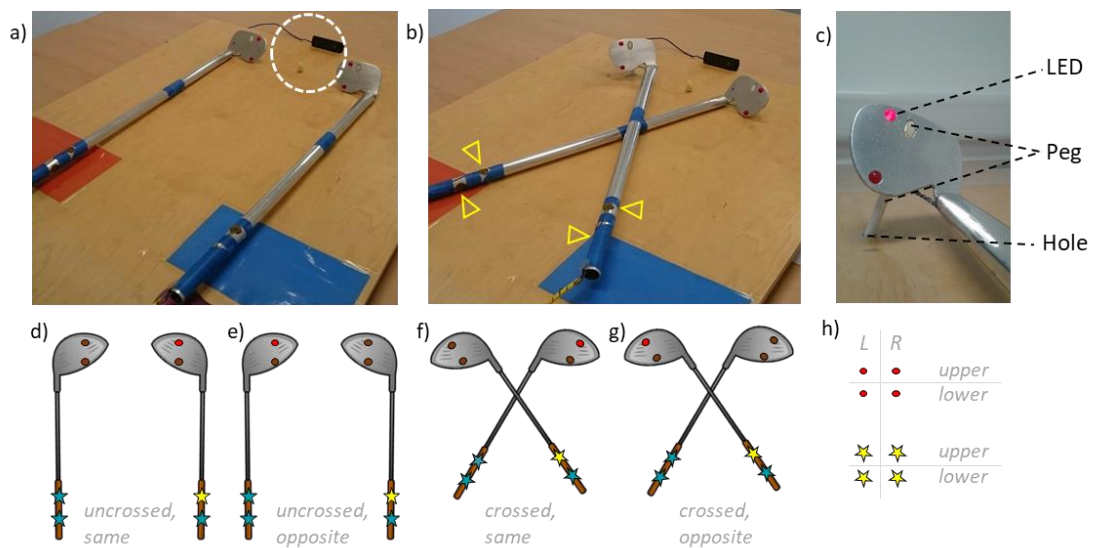 a)
b)
c)
LED
Peg
Hole
d)
e)
f)
g)
h)
uncrossed,
same
uncrossed,
opposite
crossed,
same
crossed,
opposite
L R
upper
lower
upper
lower